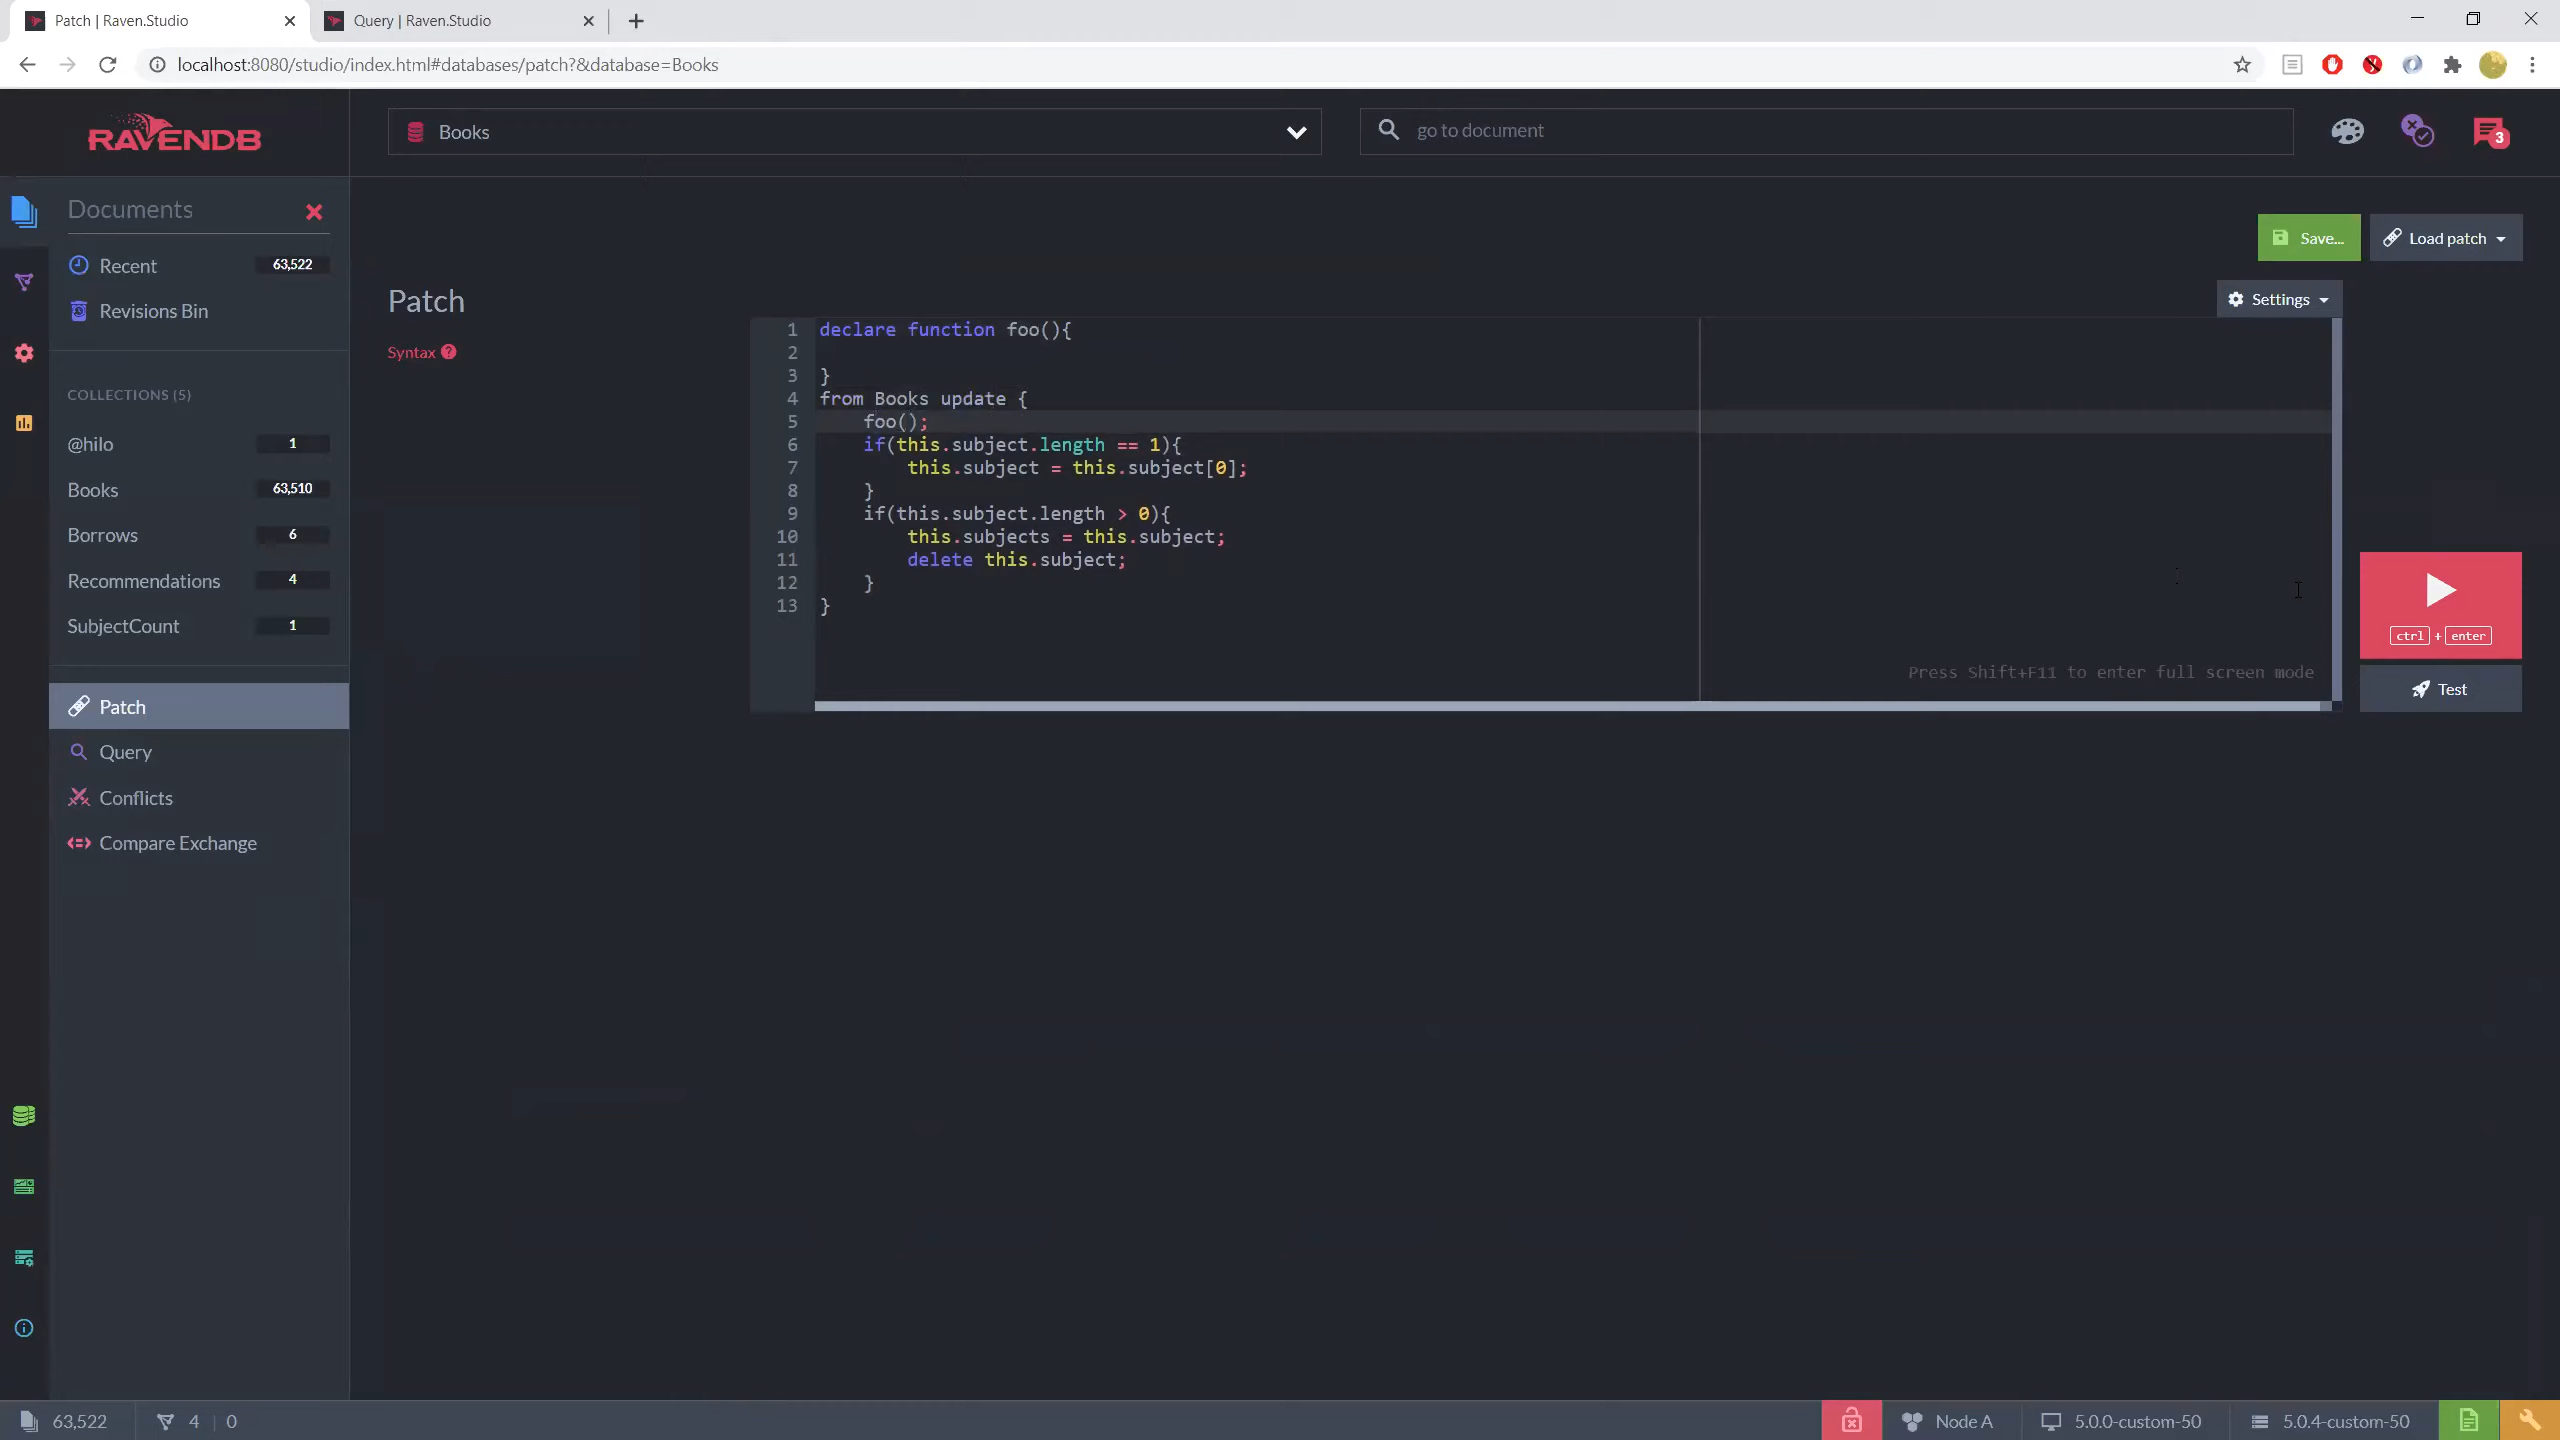 Patch | Raven.Studio
Query | Raven.Studio
localhost:8080/studio/index.html#databases/patch?&database=Books
RAVENDB
Books
go to document
3
Documents
Recent 63,522
Revisions Bin
COLLECTIONS (5)
@hilo 1
Books 63,510
Borrows 6
Recommendations 4
SubjectCount 1
Patch
Query
Conflicts
Compare Exchange
Save...
Load patch
Patch
Settings
Syntax ?
1 declare function foo(){
2
3 }
4 from Books update {
5 foo();
6 if(this.subject.length == 1){
7 this.subject = this.subject[0];
8 }
9 if(this.subject.length > 0){
10 this.subjects = this.subject;
11 delete this.subject;
12 }
13 }
Press Shift+F11 to enter full screen mode
ctrl + enter
Test
63,522
4 | 0
Node A
5.0.0-custom-50
5.0.4-custom-50